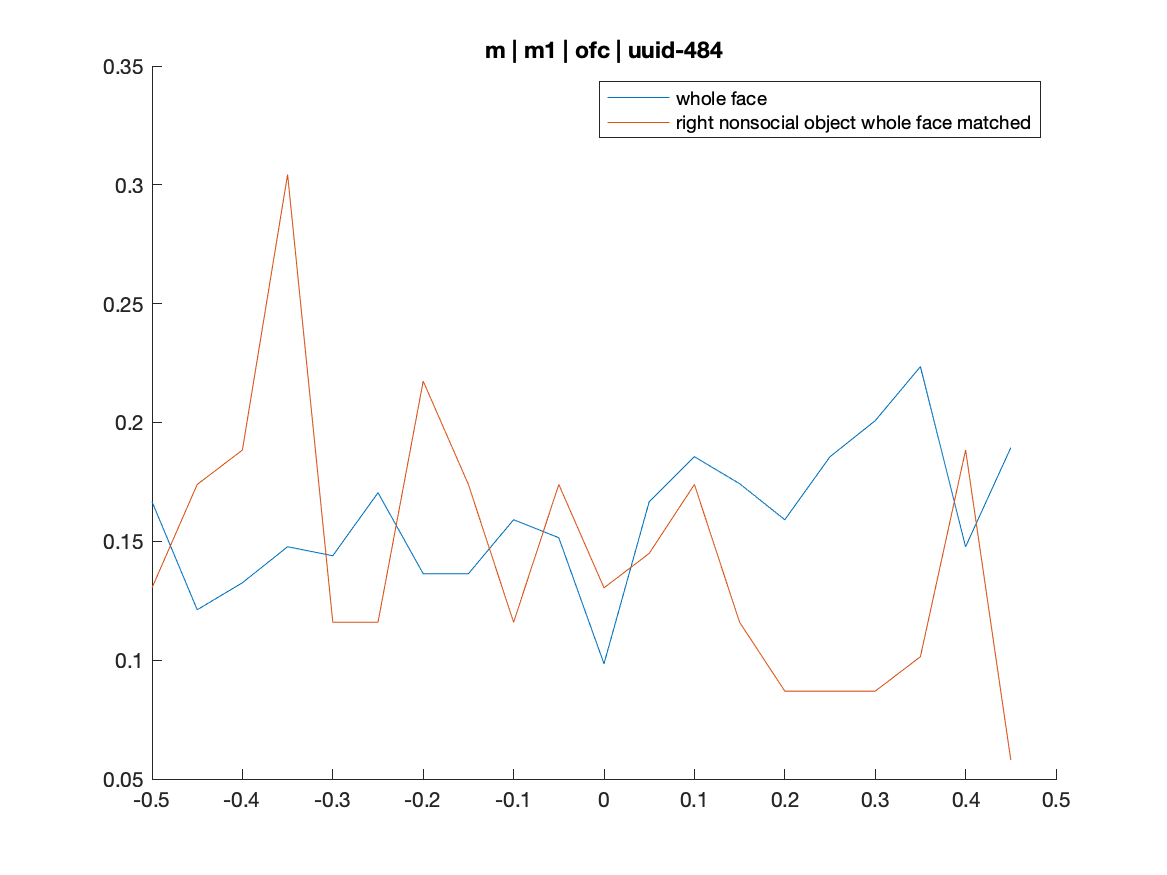 m | m1 | ofc | uuid-484
whole face
right nonsocial object whole face matched
0.35
0.3
0.25
0.2
0.15
0.1
0.05
-0.5 -0.4 -0.3 -0.2 -0.1 0 0.1 0.2 0.3 0.4 0.5